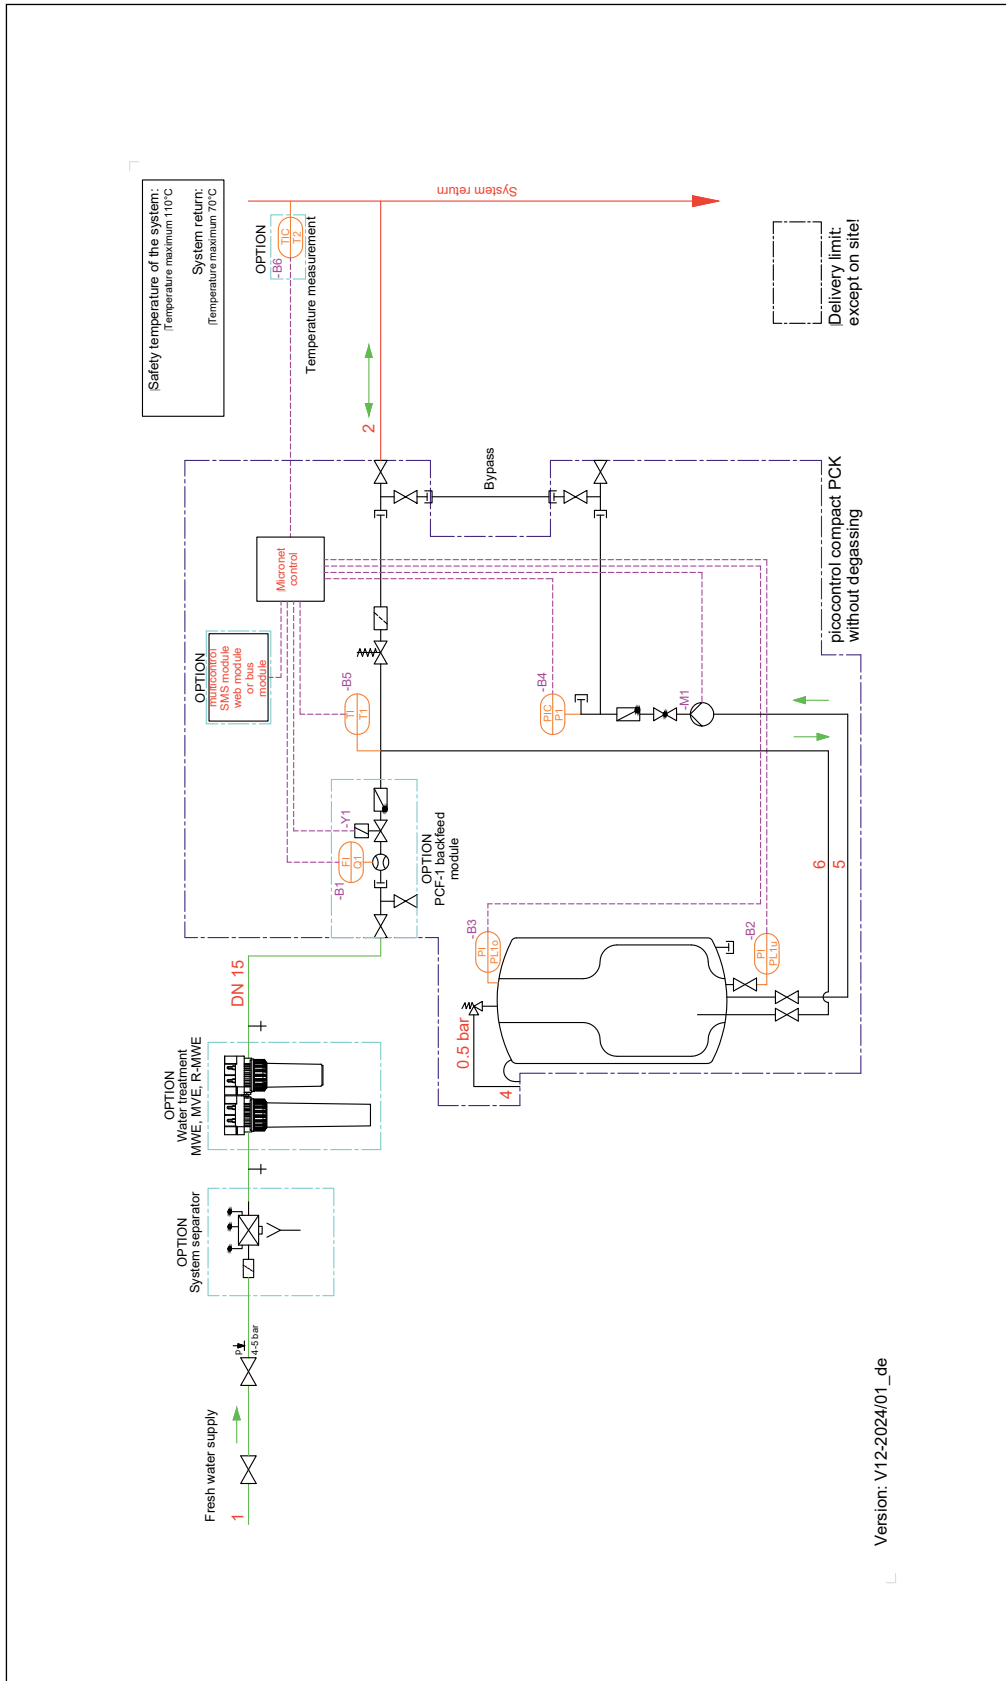 Safety temperature of the system:
Temperature maximum 110°C
System return:
Temperature maximum 70°C
System return
OPTION
TIC
T2
-B6
Temperature measurement
Delivery limit:
except on site!
2
Bypass
picocontrol compact PCK
without degassing
Micronet
control
OPTION
multicontrol
SMS module
web module
or bus
module
TI
T1
-B5
PIC
P1
-B4
-M1
-Y1
FI
Q1
-B1
OPTION
PCF-1 backfeed
module
6
5
PI
PL1o
-B3
PI
PL1u
-B2
0.5 bar
4
DN 15
OPTION
Water treatment
MWE, MVE, R-MWE
OPTION
System separator
p
4-5 bar
Fresh water supply
1
Version: V12-2024/01_de